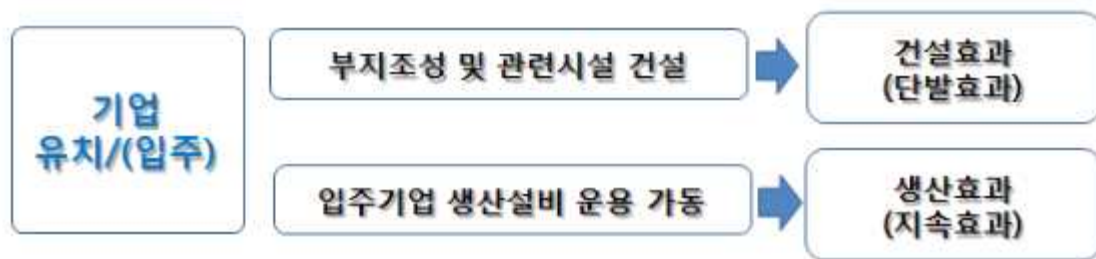 기업
유치/(입주)
부지조성 및 관련시설 건설
건설효과
(단발효과)
입주기업 생산설비 운용 가동
생산효과
(지속효과)